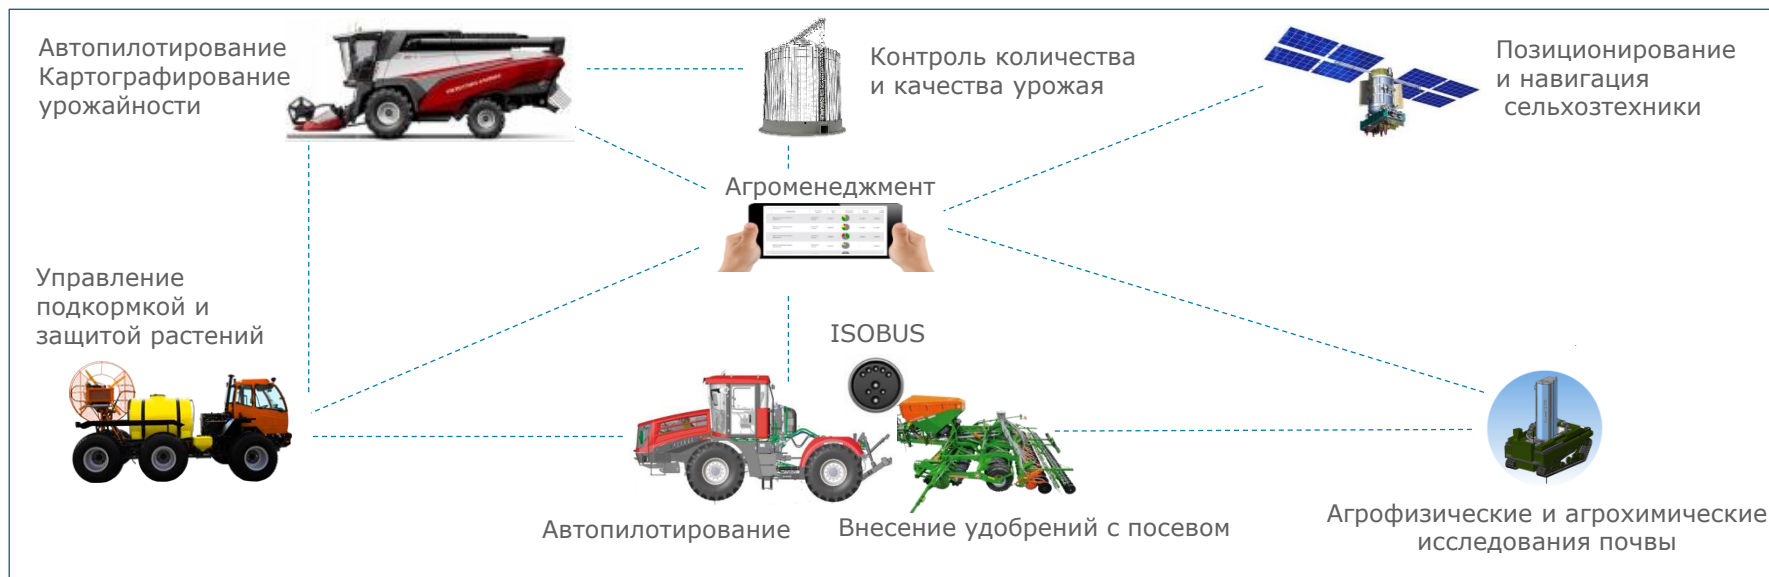 Автопилотирование
Картографирование
урожайности
Контроль количества
и качества урожая
Позиционирование
и навигация
сельхозтехники
Агроменеджмент
Управление
подкормкой и
защитой растений
ISOBUS
Автопилотирование
Внесение удобрений с посевом
Агрофизические и агрохимические
исследования почвы